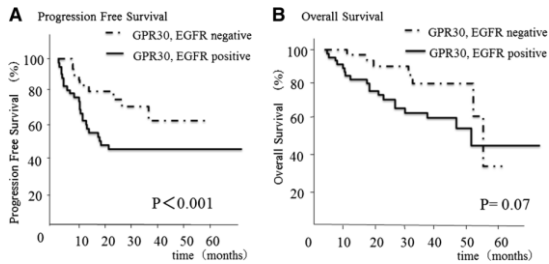 A Progression Free Survival
GPR30, EGFR negative
GPR30, EGFR positive
Progression Free Survival (%)
100
80
60
40
20
0
10 20 30 40 50 60
time (months)
P<0.001
B Overall Survival
GPR30, EGFR negative
GPR30, EGFR positive
Overall Survival (%)
100
80
60
40
20
0
10 20 30 40 50 60
time (months)
P= 0.07